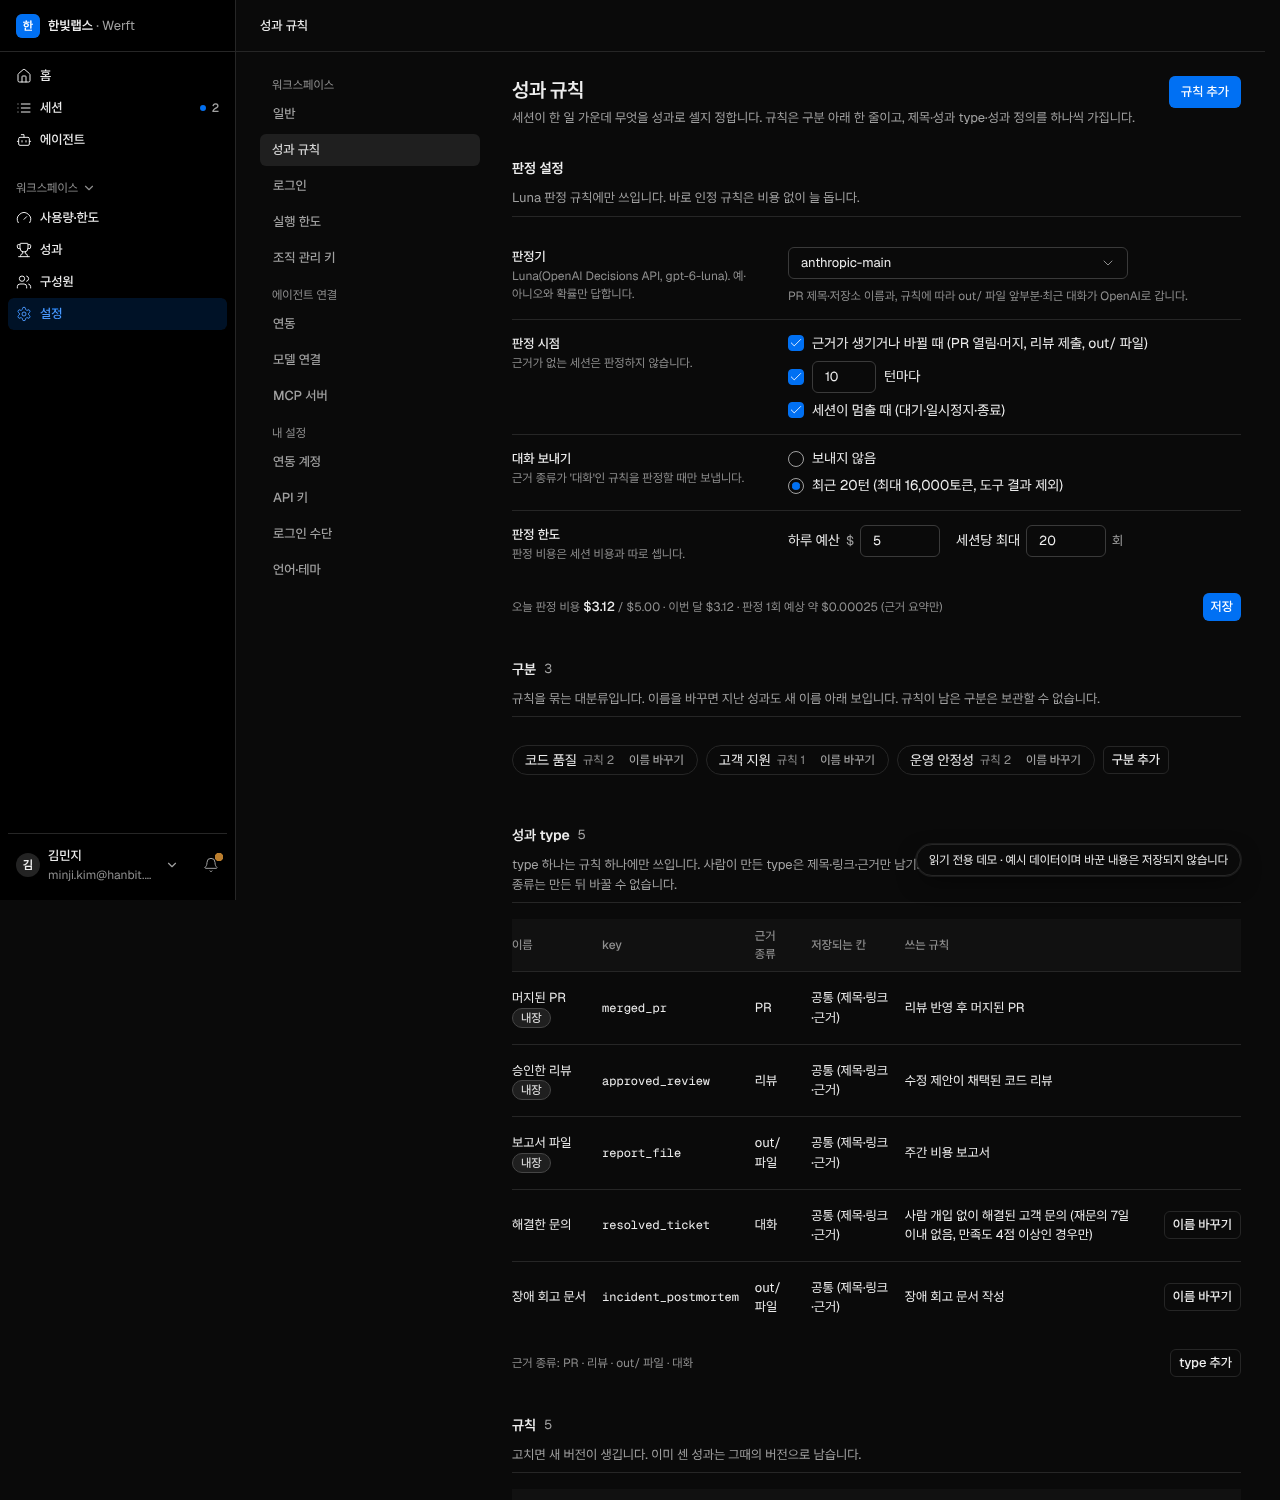 한 한빛랩스 · Werft
홈
세션 2
에이전트
워크스페이스
사용량·한도
성과
구성원
설정
김 김민지
minji.kim@hanbit....
성과 규칙
워크스페이스
일반
성과 규칙
로그인
실행 한도
조직 관리 키
에이전트 연결
연동
모델 연결
MCP 서버
내 설정
연동 계정
API 키
로그인 수단
언어·테마
성과 규칙
규칙 추가
세션이 한 일 가운데 무엇을 성과로 셀지 정합니다. 규칙은 구분 아래 한 줄이고, 제목·성과 type·성과 정의를 하나씩 가집니다.
판정 설정
Luna 판정 규칙에만 쓰입니다. 바로 인정 규칙은 비용 없이 늘 돕니다.
판정기
Luna(OpenAI Decisions API, gpt-6-luna). 예·
아니오와 확률만 답합니다.
anthropic-main
PR 제목·저장소 이름과, 규칙에 따라 out/ 파일 앞부분·최근 대화가 OpenAI로 갑니다.
판정 시점
근거가 없는 세션은 판정하지 않습니다.
근거가 생기거나 바뀔 때 (PR 열림·머지, 리뷰 제출, out/ 파일)
10 턴마다
세션이 멈출 때 (대기·일시정지·종료)
대화 보내기
근거 종류가 '대화'인 규칙을 판정할 때만 보냅니다.
보내지 않음
최근 20턴 (최대 16,000토큰, 도구 결과 제외)
판정 한도
판정 비용은 세션 비용과 따로 셉니다.
하루 예산 $ 5 세션당 최대 20 회
오늘 판정 비용 $3.12 / $5.00 · 이번 달 $3.12 · 판정 1회 예상 약 $0.00025 (근거 요약만)
저장
구분 3
규칙을 묶는 대분류입니다. 이름을 바꾸면 지난 성과도 새 이름 아래 보입니다. 규칙이 남은 구분은 보관할 수 없습니다.
코드 품질 규칙 2 이름 바꾸기 고객 지원 규칙 1 이름 바꾸기 운영 안정성 규칙 2 이름 바꾸기 구분 추가
성과 type 5
type 하나는 규칙 하나에만 쓰입니다. 사람이 만든 type은 제목·링크·근거만 남기
종류는 만든 뒤 바꿀 수 없습니다.
읽기 전용 데모 · 예시 데이터이며 바꾼 내용은 저장되지 않습니다
이름 key 근거 종류 저장되는 칸 쓰는 규칙
머지된 PR 내장 merged_pr PR 공통 (제목·링크·근거) 리뷰 반영 후 머지된 PR
승인한 리뷰 내장 approved_review 리뷰 공통 (제목·링크·근거) 수정 제안이 채택된 코드 리뷰
보고서 파일 내장 report_file out/ 파일 공통 (제목·링크·근거) 주간 비용 보고서
해결한 문의 resolved_ticket 대화 공통 (제목·링크·근거) 사람 개입 없이 해결된 고객 문의 (재문의 7일 이내 없음, 만족도 4점 이상인 경우만) 이름 바꾸기
장애 회고 문서 incident_postmortem out/ 파일 공통 (제목·링크·근거) 장애 회고 문서 작성 이름 바꾸기
근거 종류: PR · 리뷰 · out/ 파일 · 대화
type 추가
규칙 5
고치면 새 버전이 생깁니다. 이미 센 성과는 그때의 버전으로 남습니다.